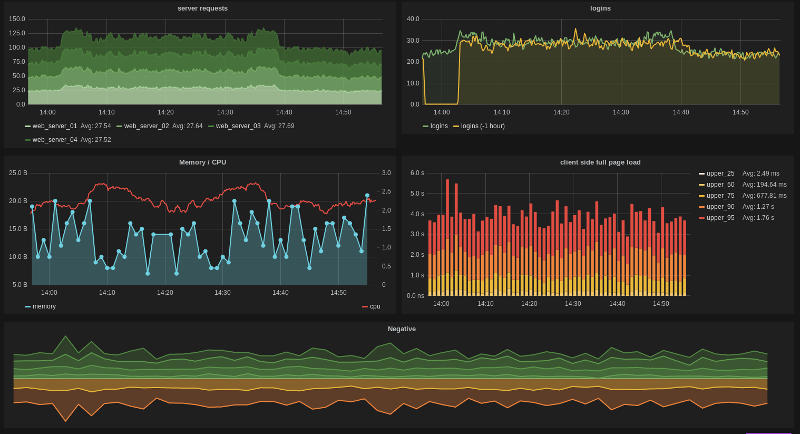 server requests
150.0
125.0
100.0
75.0
50.0
25.0
0.0
14:00 14:10 14:20 14:30 14:40 14:50
web_server_01 Avg: 27.54 web_server_02 Avg: 27.64 web_server_03 Avg: 27.69
web_server_04 Avg: 27.52
logins
40.0
30.0
20.0
10.0
0.0
14:00 14:10 14:20 14:30 14:40 14:50
logins logins (-1 hour)
Memory / CPU
25.0 B 3.0
20.0 B 2.5
15.0 B 2.0
10.0 B 1.5
5.0 B 1.0
0.5
0
14:00 14:10 14:20 14:30 14:40 14:50
memory cpu
client side full page load
6.0 s
5.0 s
4.0 s
3.0 s
2.0 s
1.0 s
0.0 ms
14:00 14:10 14:20 14:30 14:40 14:50
upper_25 Avg: 2.49 ms
upper_50 Avg: 194.64 ms
upper_75 Avg: 677.81 ms
upper_90 Avg: 1.27 s
upper_95 Avg: 1.76 s
Negative